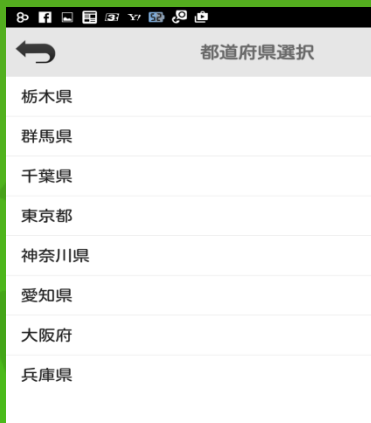 都道府県選択
栃木県
群馬県
千葉県
東京都
神奈川県
愛知県
大阪府
兵庫県